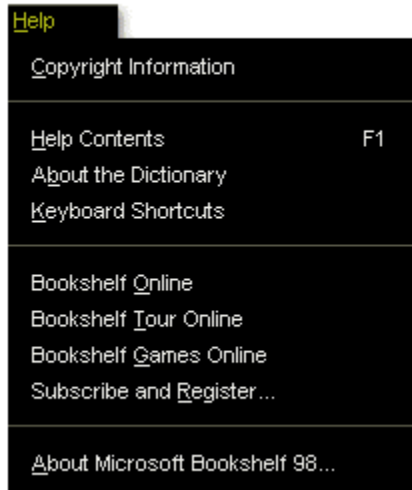 Help
Copyright Information
Help Contents F1
About the Dictionary
Keyboard Shortcuts
Bookshelf Online
Bookshelf Tour Online
Bookshelf Games Online
Subscribe and Register...
About Microsoft Bookshelf 98...